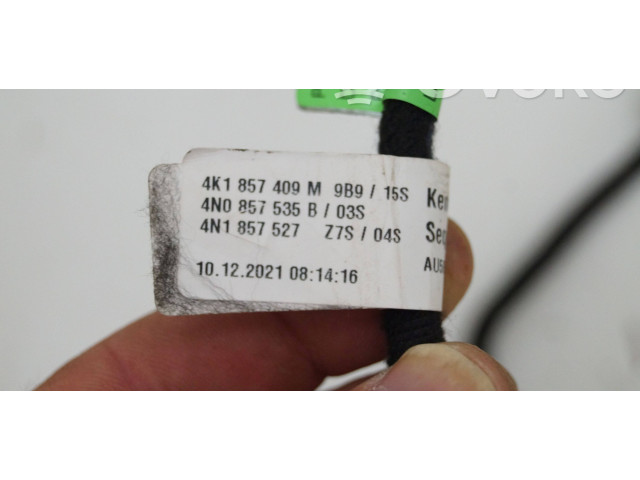 4K1 857 409 M 9B9 / 15S
4N0 857 535 B / 03S
4N1 857 527 Z7S / 04S
10.12.2021 08:14:16